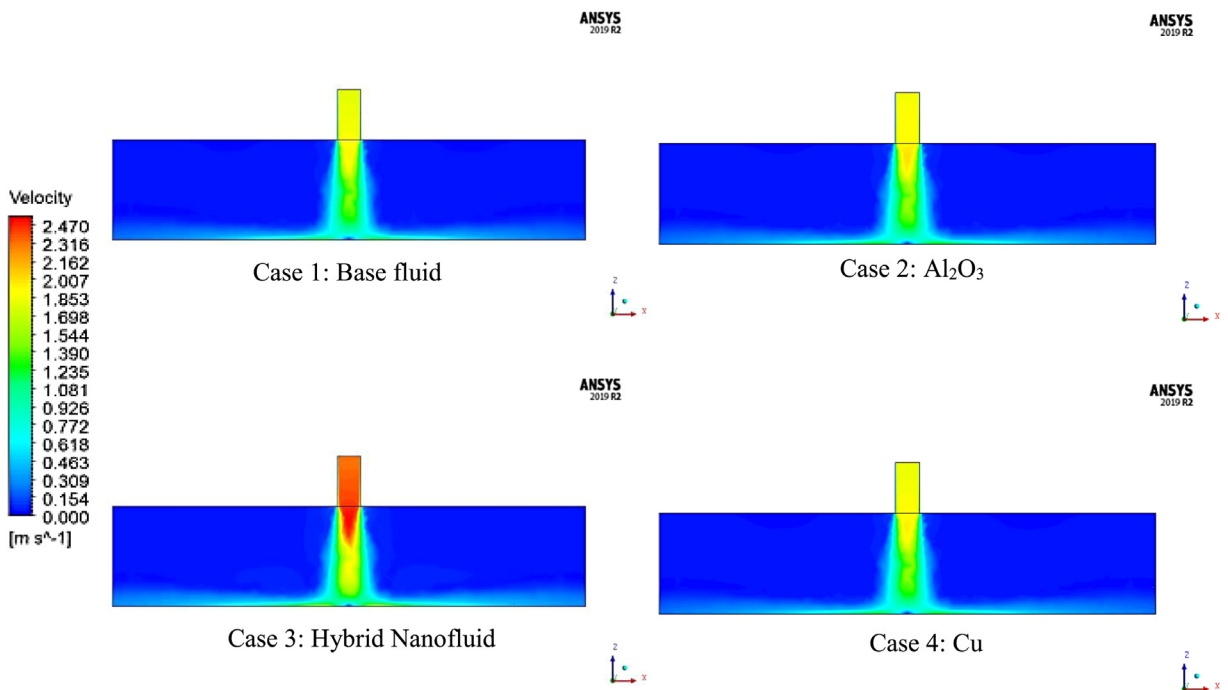 ANSYS
2019 R2
ANSYS
2019 R2
Velocity
2.470
2.316
2.162
2.007
1.853
1.698
1.544
1.390
1.235
1.081
0.926
0.772
0.618
0.463
0.309
0.154
0.000
[m s^-1]
Case 1: Base fluid
Z
X
Case 2: Al₂O₃
Z
X
ANSYS
2019 R2
ANSYS
2019 R2
Case 3: Hybrid Nanofluid
Z
X
Case 4: Cu
Z
X